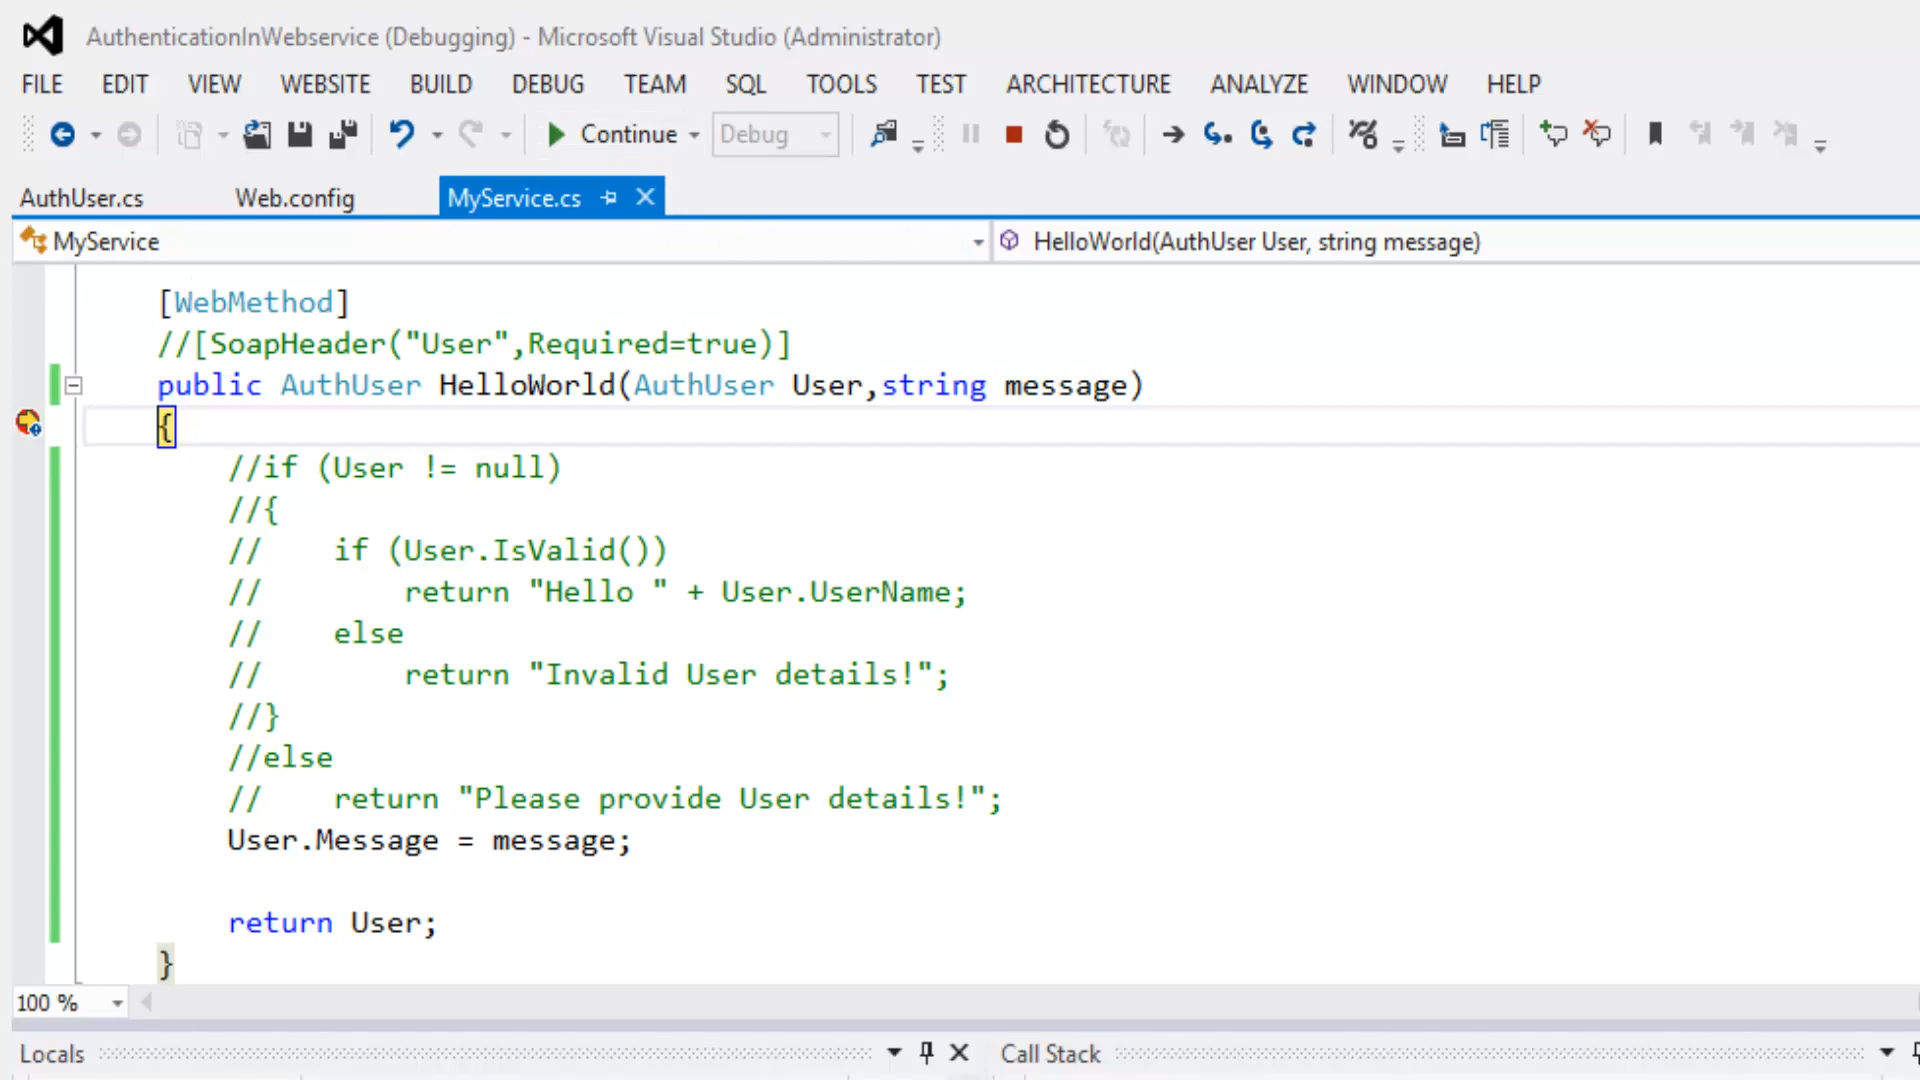 AuthenticationInWebservice (Debugging) - Microsoft Visual Studio (Administrator)
FILE EDIT VIEW WEBSITE BUILD DEBUG TEAM SQL TOOLS TEST ARCHITECTURE ANALYZE WINDOW HELP
Continue Debug
AuthUser.cs Web.config MyService.cs
MyService HelloWorld(AuthUser User, string message)
[WebMethod]
//[SoapHeader("User",Required=true)]
public AuthUser HelloWorld(AuthUser User,string message)
{
//if (User != null)
//{
//    if (User.IsValid())
//        return "Hello " + User.UserName;
//    else
//        return "Invalid User details!";
//}
//else
//    return "Please provide User details!";
User.Message = message;
return User;
}
100 %
Locals Call Stack